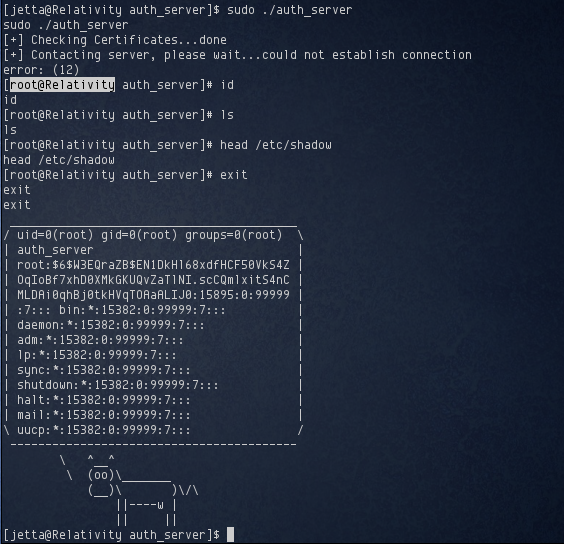 [jetta@Relativity auth_server]$ sudo ./auth_server
sudo ./auth_server
[+] Checking Certificates...done
[+] Contacting server, please wait...could not establish connection
error: (12)
[root@Relativity auth_server]# id
id
[root@Relativity auth_server]# ls
ls
[root@Relativity auth_server]# head /etc/shadow
head /etc/shadow
[root@Relativity auth_server]# exit
exit
exit
 _________________________________________
/ uid=0(root) gid=0(root) groups=0(root)  \
| auth_server                             |
| root:$6$W3EQraZB$EN1DkHl68xdfHCF50VkS4Z |
| OqIoBf7xhD0XMkGKUQvZaTlNI.scCQmlxitS4nC |
| MLDAi0qhBj0tkHVqTOAaALIJ0:15895:0:99999 |
| :7::: bin:*:15382:0:99999:7:::          |
| daemon:*:15382:0:99999:7:::             |
| adm:*:15382:0:99999:7:::                |
| lp:*:15382:0:99999:7:::                 |
| sync:*:15382:0:99999:7:::               |
| shutdown:*:15382:0:99999:7:::           |
| halt:*:15382:0:99999:7:::               |
| mail:*:15382:0:99999:7:::               |
\ uucp:*:15382:0:99999:7:::               /
 -----------------------------------------
        \   ^__^
         \  (oo)\_______
            (__)\       )\/\
                ||----w |
                ||     ||
[jetta@Relativity auth_server]$